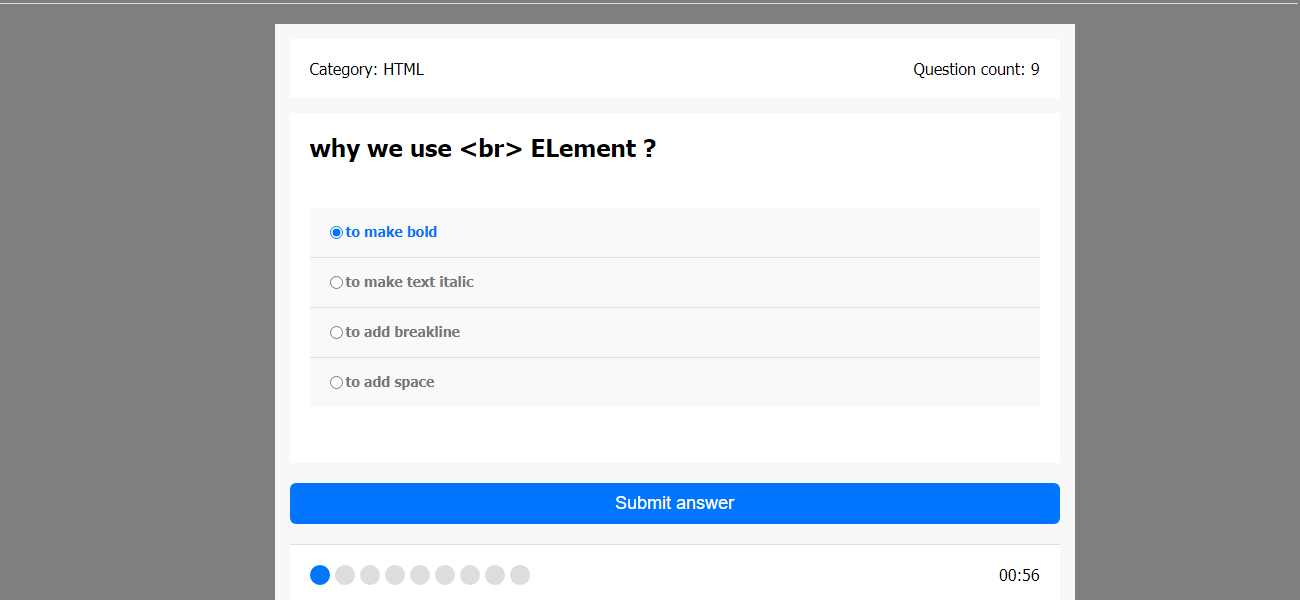 Category: HTML
Question count: 9
why we use <br> ELement ?
to make bold
to make text italic
to add breakline
to add space
Submit answer
00:56